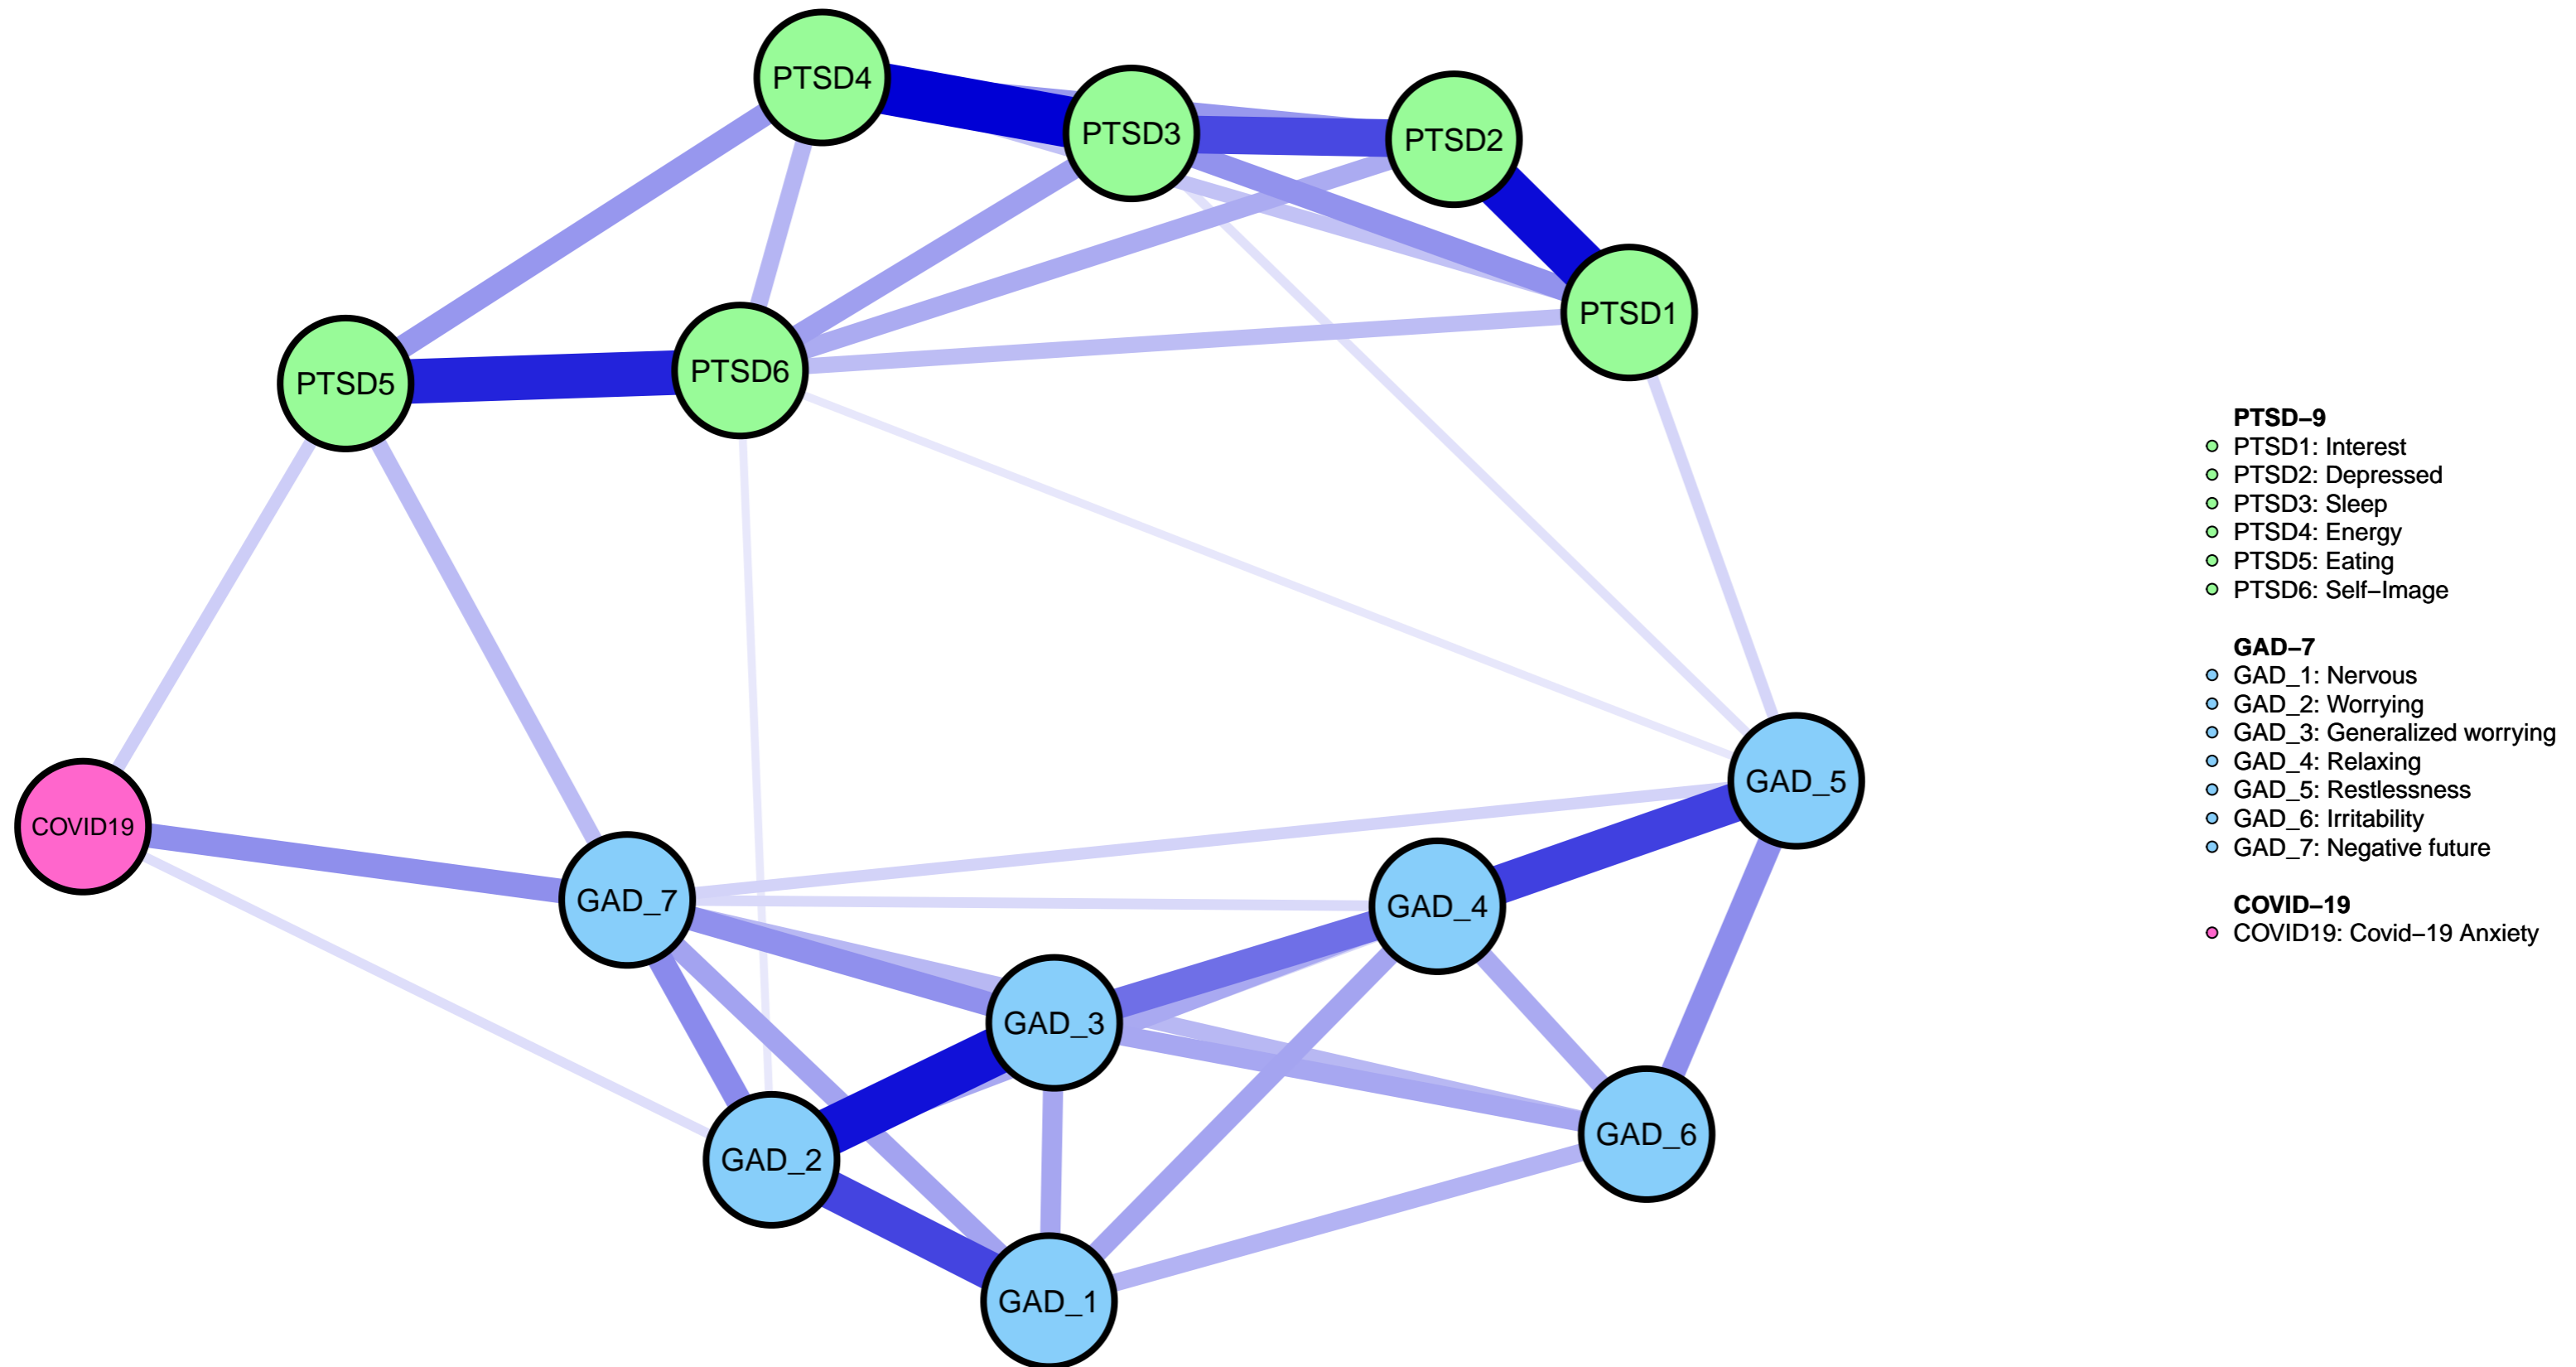 PTSD4
PTSD3
PTSD2
PTSD1
PTSD6
PTSD5
GAD_5
COVID19
GAD_7
GAD_4
GAD_3
GAD_6
GAD_2
GAD_1
PTSD−9
PTSD1: Interest
PTSD2: Depressed
PTSD3: Sleep
PTSD4: Energy
PTSD5: Eating
PTSD6: Self−Image
GAD−7
GAD_1: Nervous
GAD_2: Worrying
GAD_3: Generalized worrying
GAD_4: Relaxing
GAD_5: Restlessness
GAD_6: Irritability
GAD_7: Negative future
COVID−19
COVID19: Covid−19 Anxiety